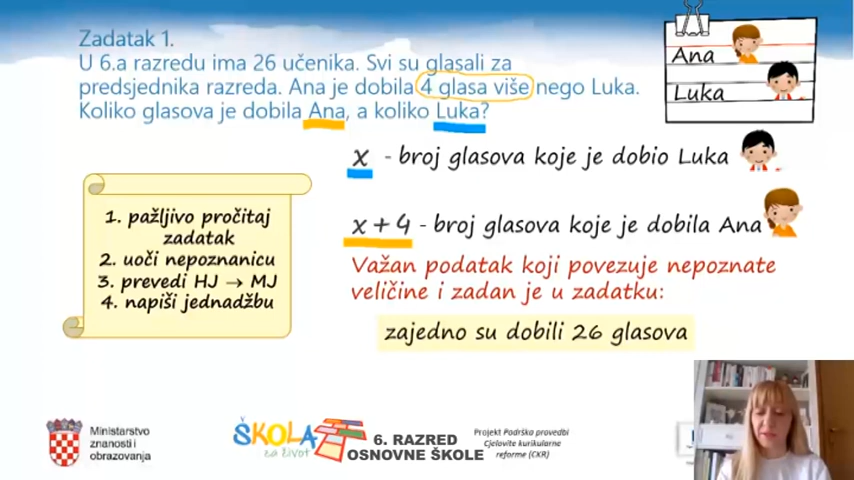 Zadatak 1.
U 6.a razredu ima 26 učenika. Svi su glasali za
predsjednika razreda. Ana je dobila 4 glasa više nego Luka.
Koliko glasova je dobila Ana, a koliko Luka?
Ana
Luka
x - broj glasova koje je dobio Luka
x + 4 - broj glasova koje je dobila Ana
Važan podatak koji povezuje nepoznate
veličine i zadan je u zadatku:
zajedno su dobili 26 glasova
1. pažljivo pročitaj
zadatak
2. uoči nepoznanicu
3. prevedi HJ → MJ
4. napiši jednadžbu
Ministarstvo
znanosti i
obrazovanja
ŠKOLA
za život
6. RAZRED
OSNOVNE ŠKOLE
Projekt Podrška provedbi
Cjelovite kurikularne
reforme (CKR)